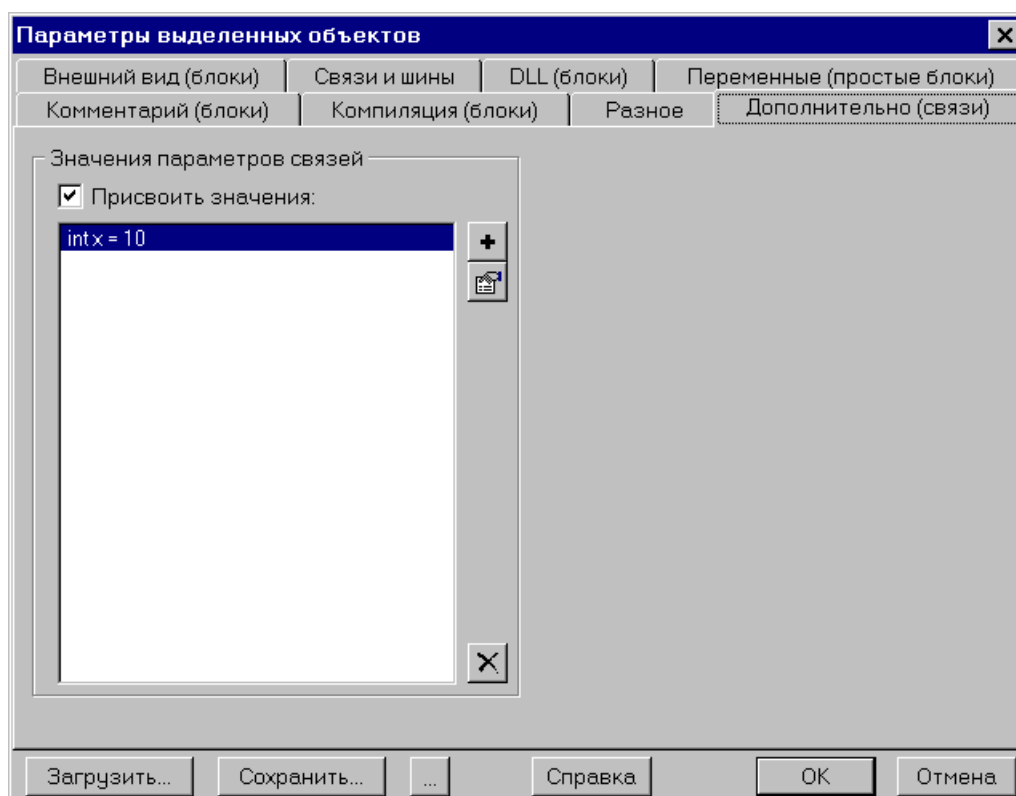 Параметры выделенных объектов
Внешний вид (блоки) Связи и шины DLL (блоки) Переменные (простые блоки)
Комментарий (блоки) Компиляция (блоки) Разное Дополнительно (связи)
Значения параметров связей
Присвоить значения:
int x = 10
Загрузить... Сохранить... ... Справка OK Отмена